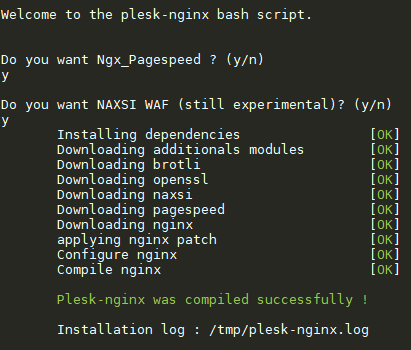 Welcome to the plesk-nginx bash script.
Do you want Ngx_Pagespeed ? (y/n)
y
Do you want NAXSI WAF (still experimental)? (y/n)
y
Installing dependencies [OK]
Downloading additionals modules [OK]
Downloading brotli [OK]
Downloading openssl [OK]
Downloading naxsi [OK]
Downloading pagespeed [OK]
Downloading nginx [OK]
applying nginx patch [OK]
Configure nginx [OK]
Compile nginx [OK]
Plesk-nginx was compiled successfully !
Installation log : /tmp/plesk-nginx.log